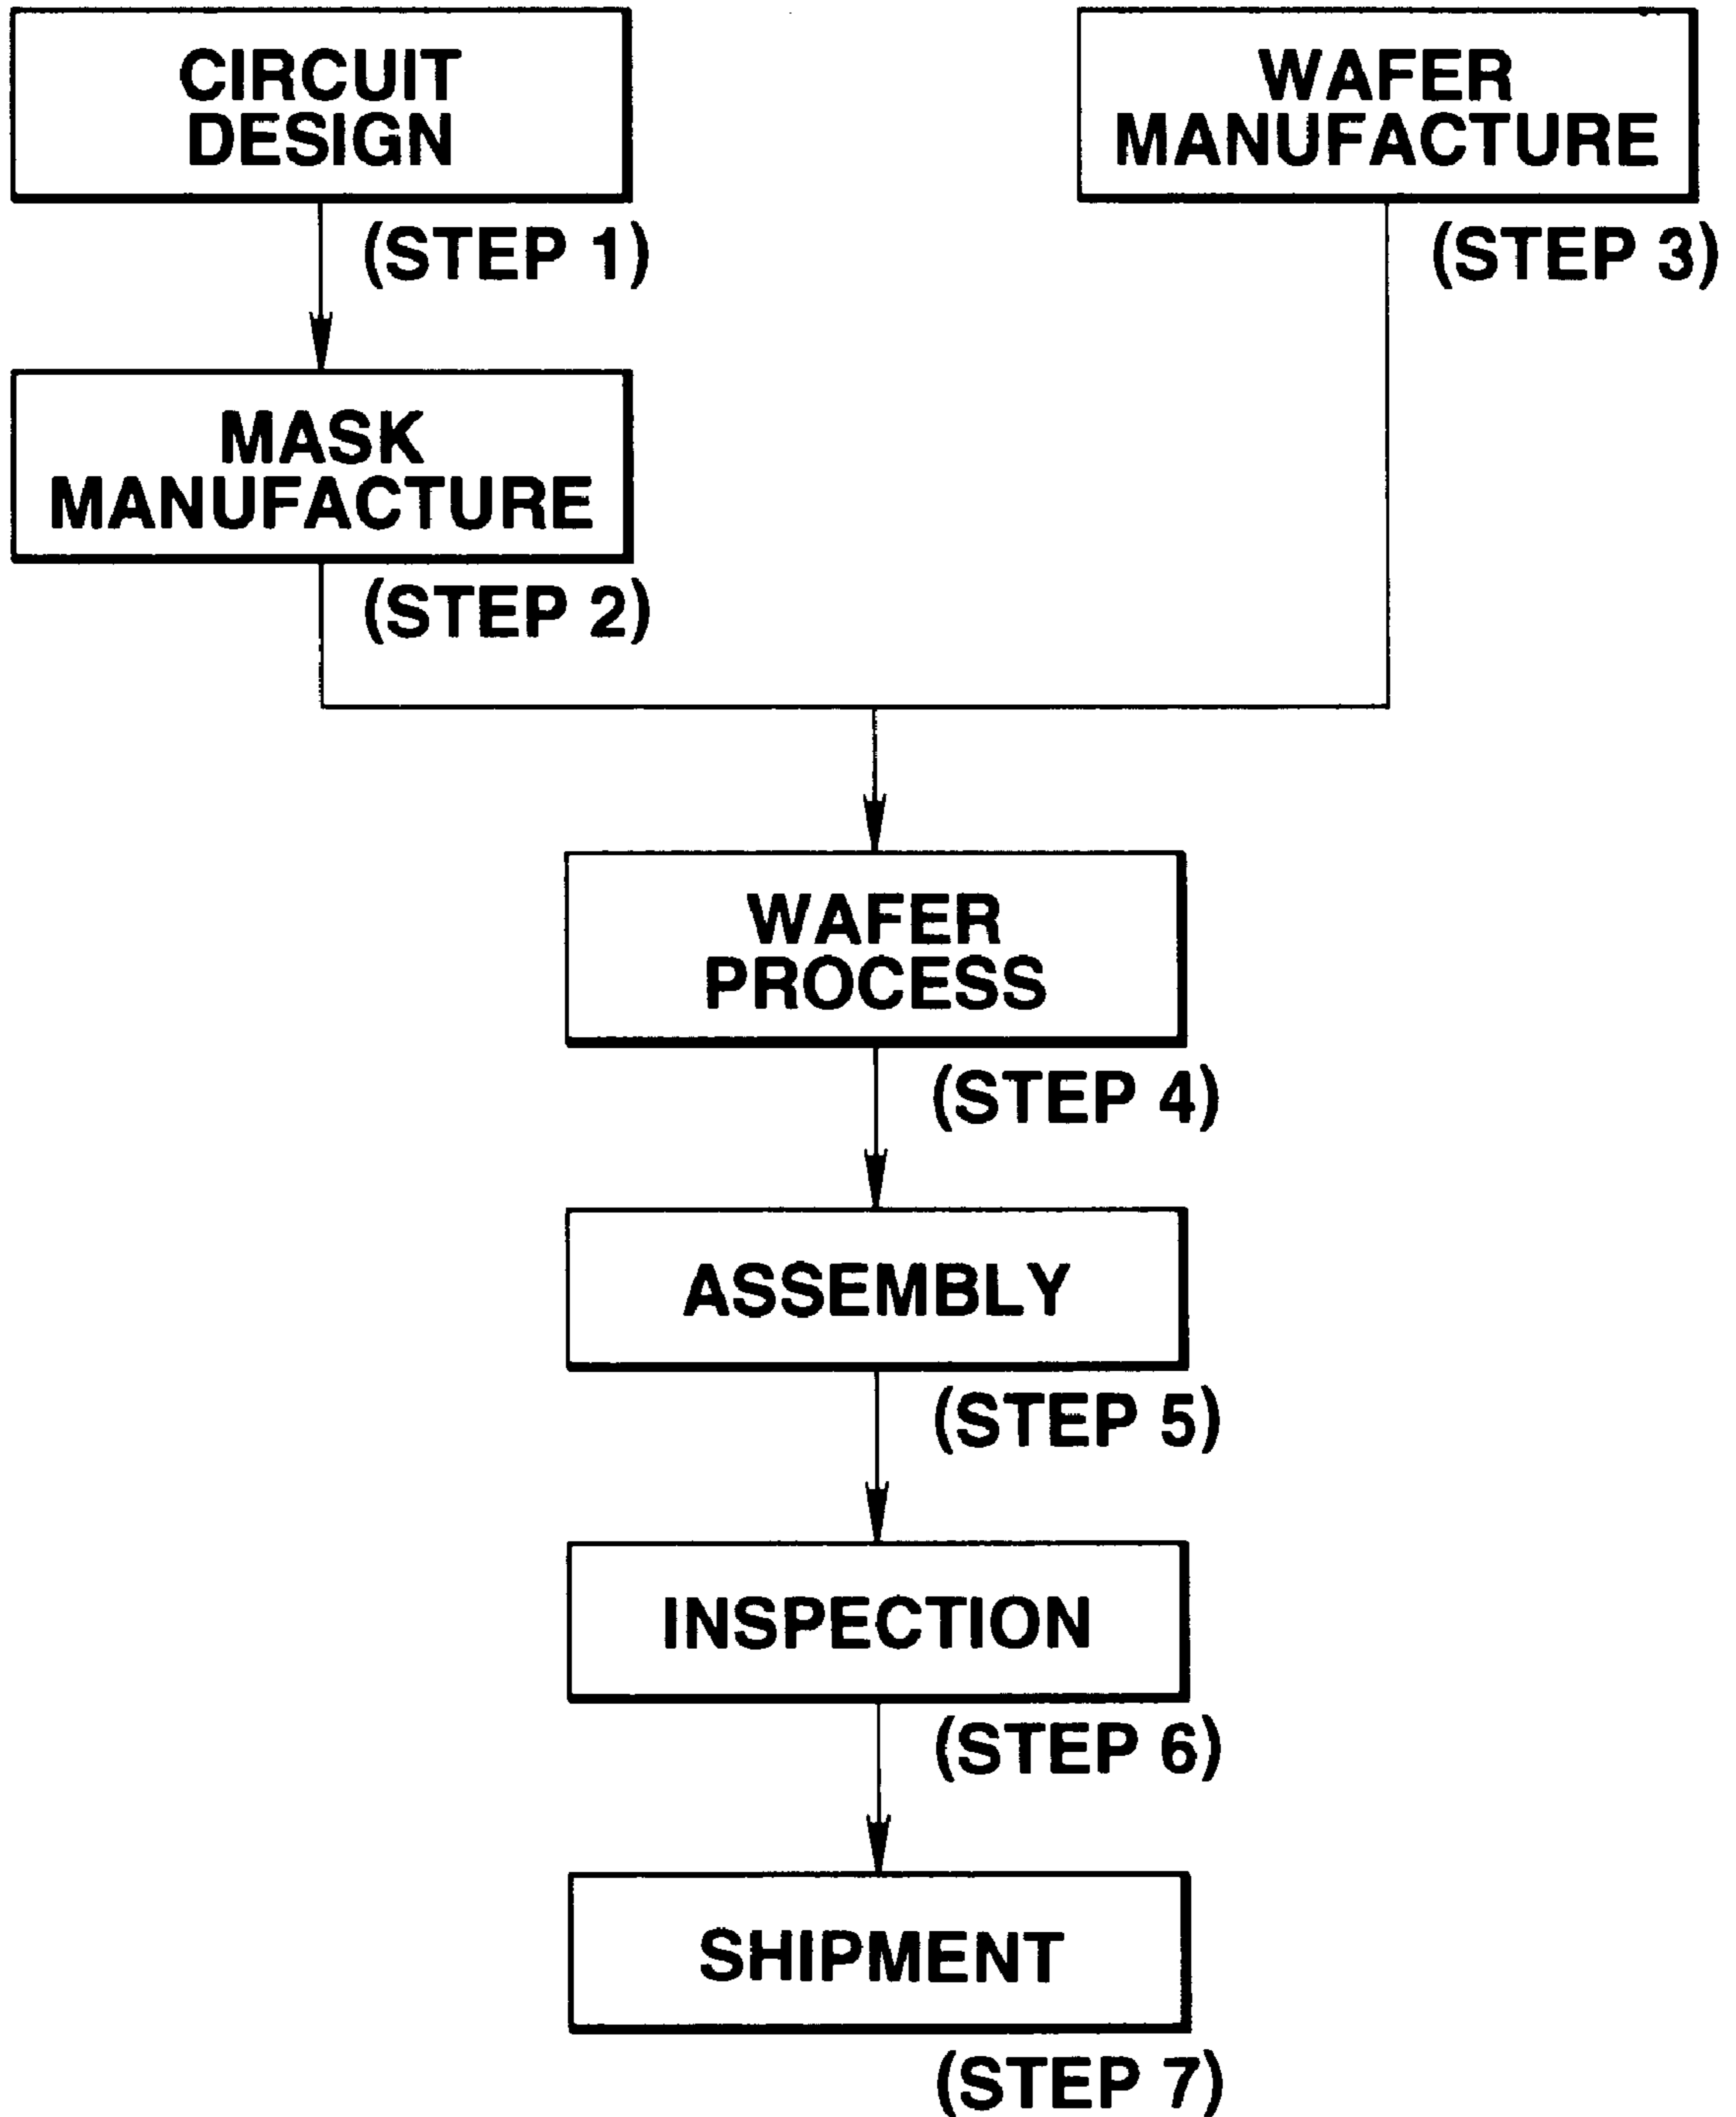 CIRCUIT
DESIGN
(STEP 1)
MASK
MANUFACTURE
(STEP 2)
WAFER
MANUFACTURE
(STEP 3)
WAFER
PROCESS
(STEP 4)
ASSEMBLY
(STEP 5)
INSPECTION
(STEP 6)
SHIPMENT
(STEP 7)